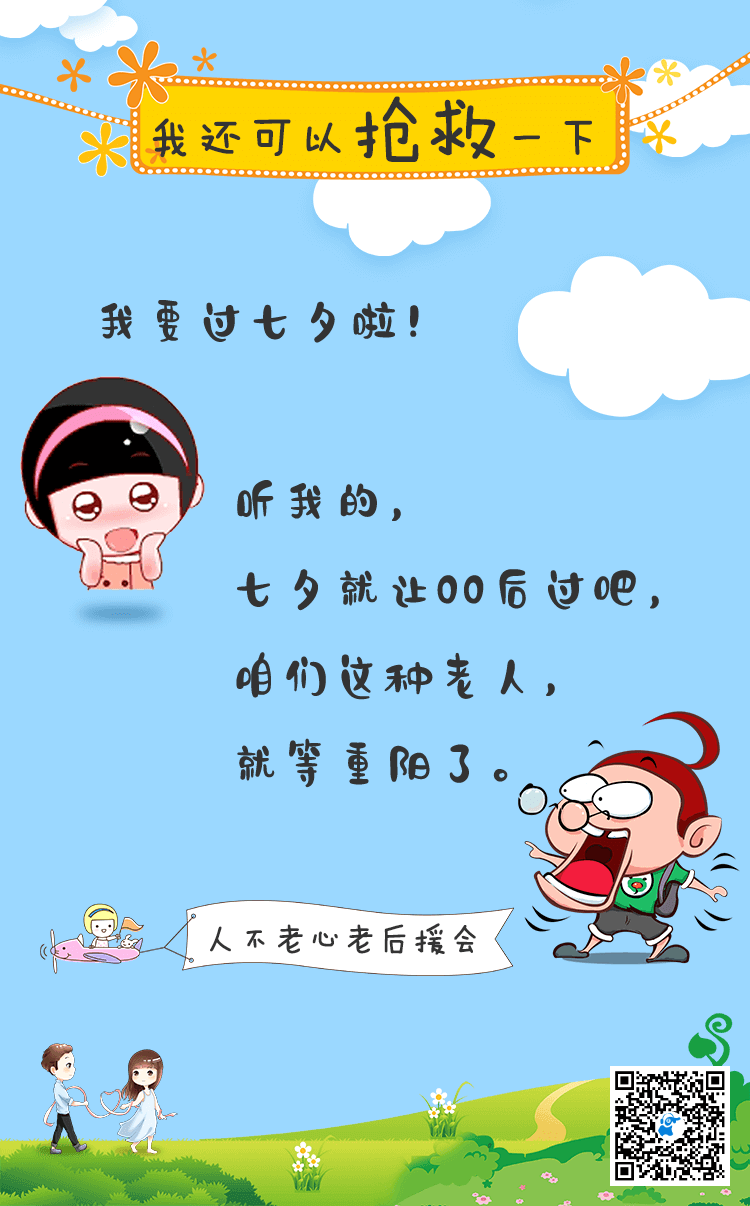 我还可以抢救一下
我要过七夕啦!
听我的,
七夕就让00后过吧,
咱们这种老人,
就等重阳了。
人不老心老后援会